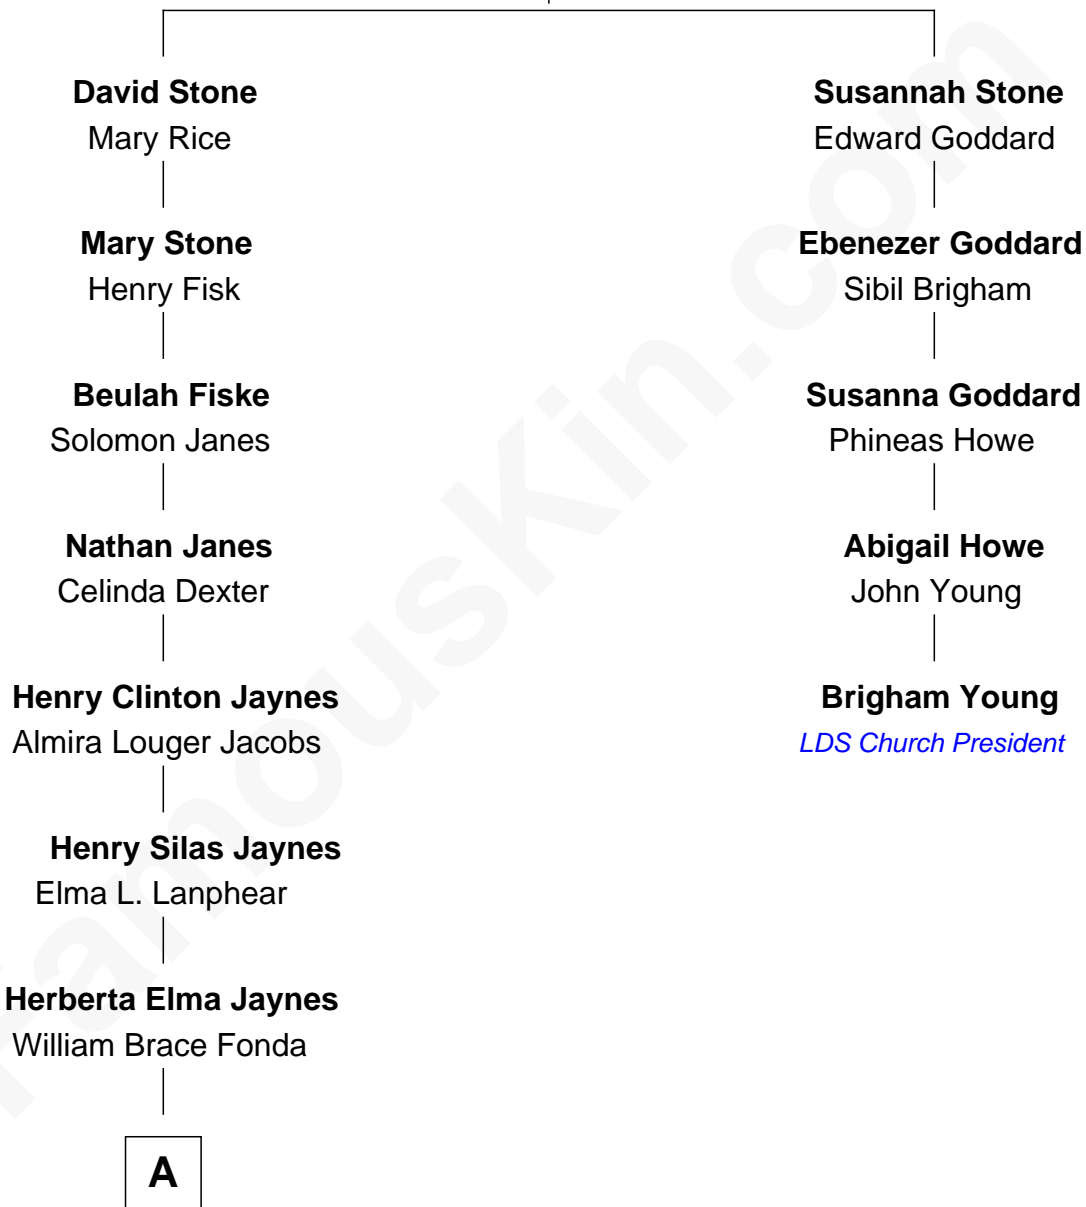 David Stone
Mary Rice
Mary Stone
Henry Fisk
Beulah Fiske
Solomon Janes
Nathan Janes
Celinda Dexter
Henry Clinton Jaynes
Almira Louger Jacobs
Henry Silas Jaynes
Elma L. Lanphear
Herberta Elma Jaynes
William Brace Fonda
A
Susannah Stone
Edward Goddard
Ebenezer Goddard
Sibil Brigham
Susanna Goddard
Phineas Howe
Abigail Howe
John Young
Brigham Young
LDS Church President
FamousKin.com